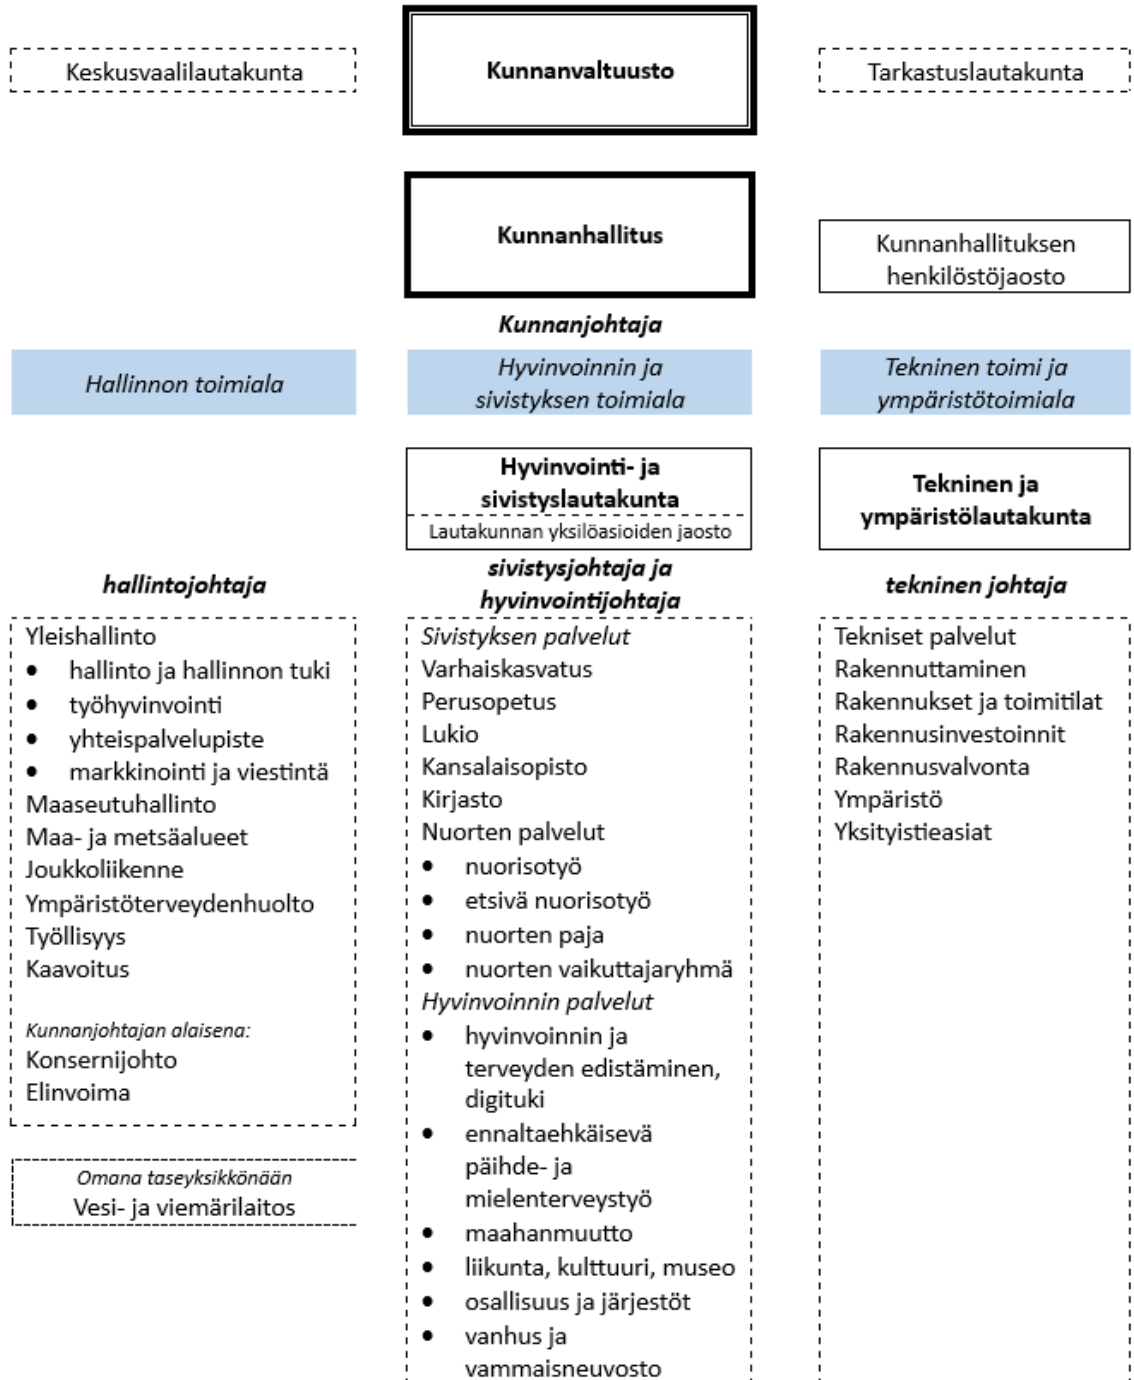 Keskusvaalilautakunta
Kunnanvaltuusto
Tarkastuslautakunta
Kunnanhallitus
Kunnanhallituksen
henkilöstöjaosto
Kunnanjohtaja
Hallinnon toimiala
Hyvinvoinnin ja
sivistyksen toimiala
Tekninen toimi ja
ympäristötoimiala
Hyvinvointi- ja
sivistyslautakunta
Lautakunnan yksilöasioiden jaosto
Tekninen ja
ympäristölautakunta
hallintojohtaja
sivistysjohtaja ja
hyvinvointijohtaja
tekninen johtaja
Yleishallinto
• hallinto ja hallinnon tuki
• työhyvinvointi
• yhteispalvelupiste
• markkinointi ja viestintä
Maaseutuhallinto
Maa- ja metsäalueet
Joukkoliikenne
Ympäristöterveydenhuolto
Työllisyys
Kaavoitus
Kunnanjohtajan alaisena:
Konsernijohto
Elinvoima
Omana taseyksikkönään
Vesi- ja viemärilaitos
Sivistyksen palvelut
Varhaiskasvatus
Perusopetus
Lukio
Kansalaisopisto
Kirjasto
Nuorten palvelut
• nuorisotyö
• etsivä nuorisotyö
• nuorten paja
• nuorten vaikuttajaryhmä
Hyvinvoinnin palvelut
• hyvinvoinnin ja
terveyden edistäminen,
digituki
• ennaltaehkäisevä
päihde- ja
mielenterveystyö
• maahanmuutto
• liikunta, kulttuuri, museo
• osallisuus ja järjestöt
• vanhus ja
vammaisneuvosto
Tekniset palvelut
Rakennuttaminen
Rakennukset ja toimitilat
Rakennusinvestoinnit
Rakennusvalvonta
Ympäristö
Yksityistieasiat